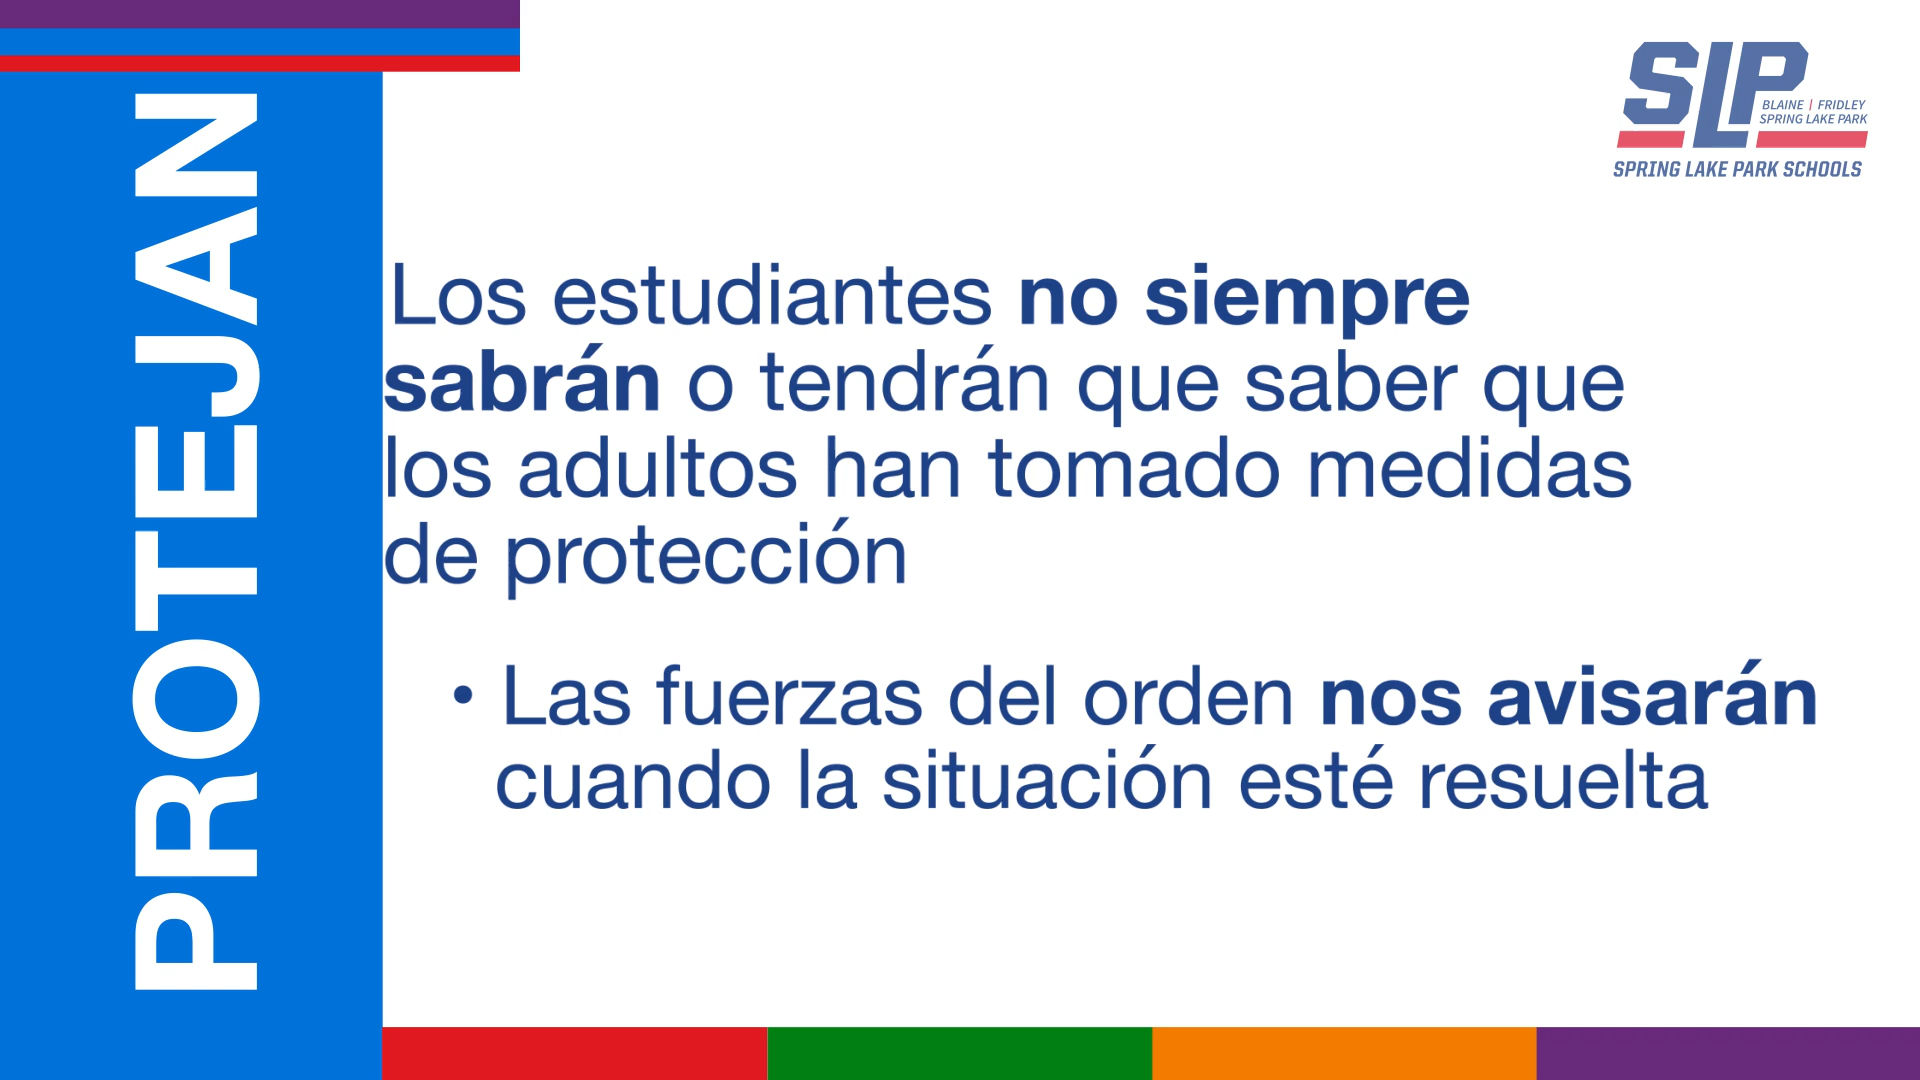 PROTEJAN
SLP
BLAINE | FRIDLEY
SPRING LAKE PARK
SPRING LAKE PARK SCHOOLS
Los estudiantes no siempre
sabrán o tendrán que saber que
los adultos han tomado medidas
de protección
• Las fuerzas del orden nos avisarán
cuando la situación esté resuelta